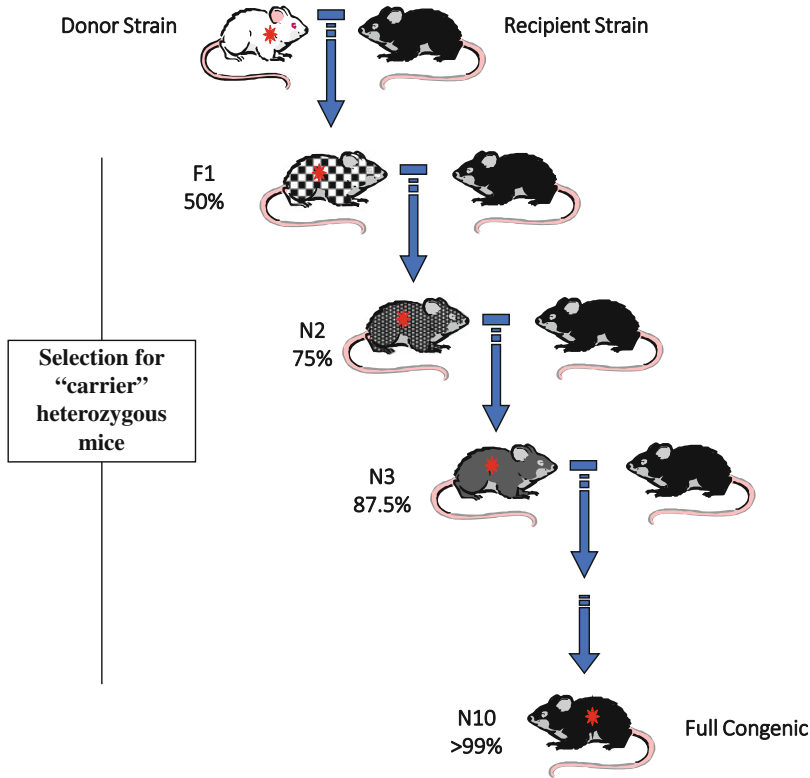 Donor Strain
Recipient Strain
F1
50%
N2
75%
Selection for
“carrier”
heterozygous
mice
N3
87.5%
N10
>99%
Full Congenic